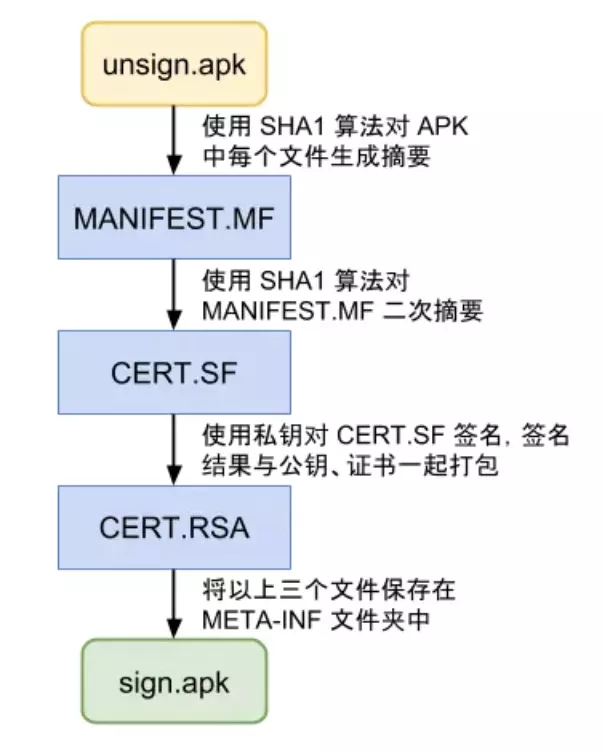 unsign.apk
使用 SHA1 算法对 APK
中每个文件生成摘要
MANIFEST.MF
使用 SHA1 算法对
MANIFEST.MF 二次摘要
CERT.SF
使用私钥对 CERT.SF 签名，签名
结果与公钥、证书一起打包
CERT.RSA
将以上三个文件保存在
META-INF 文件夹中
sign.apk